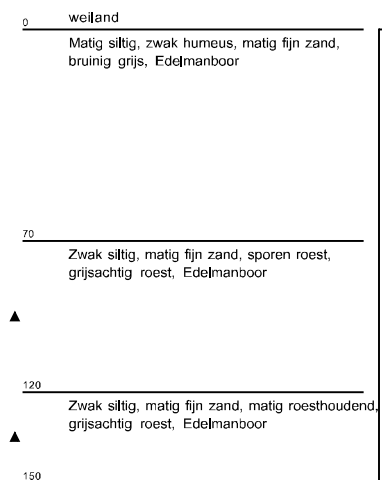 0 weiland
Matig siltig, zwak humeus, matig fijn zand,
bruinig grijs, Edelmanboor
70
Zwak siltig, matig fijn zand, sporen roest,
grijsachtig roest, Edelmanboor
120
Zwak siltig, matig fijn zand, matig roesthoudend,
grijsachtig roest, Edelmanboor
150